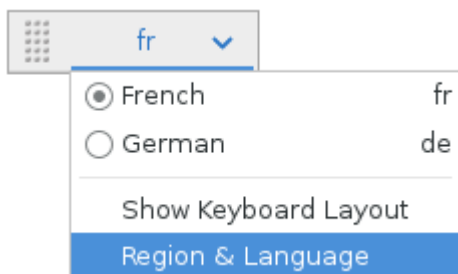 fr
French fr
German de
Show Keyboard Layout
Region & Language